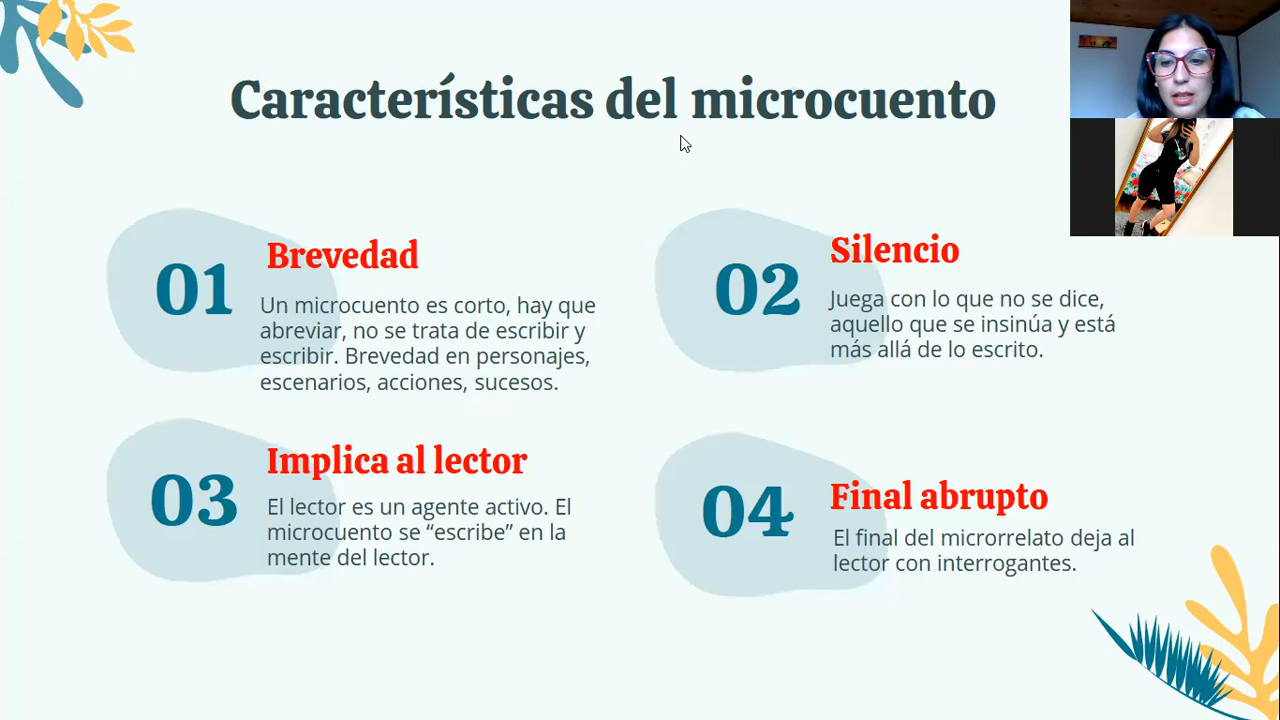 Características del microcuento
01
Brevedad
Un microcuento es corto, hay que
abreviar, no se trata de escribir y
escribir. Brevedad en personajes,
escenarios, acciones, sucesos.
02
Silencio
Juega con lo que no se dice,
aquello que se insinúa y está
más allá de lo escrito.
03
Implica al lector
El lector es un agente activo. El
microcuento se “escribe” en la
mente del lector.
04
Final abrupto
El final del microrrelato deja al
lector con interrogantes.